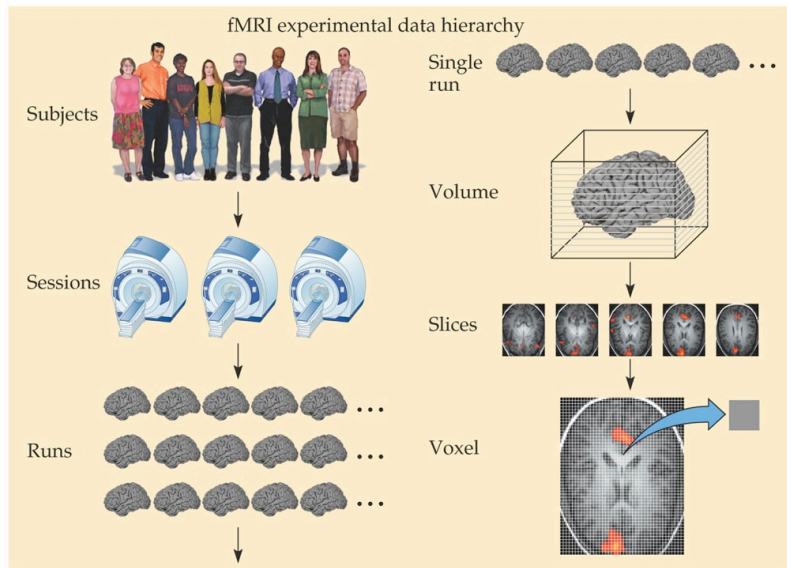 fMRI experimental data hierarchy
Subjects
Sessions
Runs
Single
run
Volume
Slices
Voxel